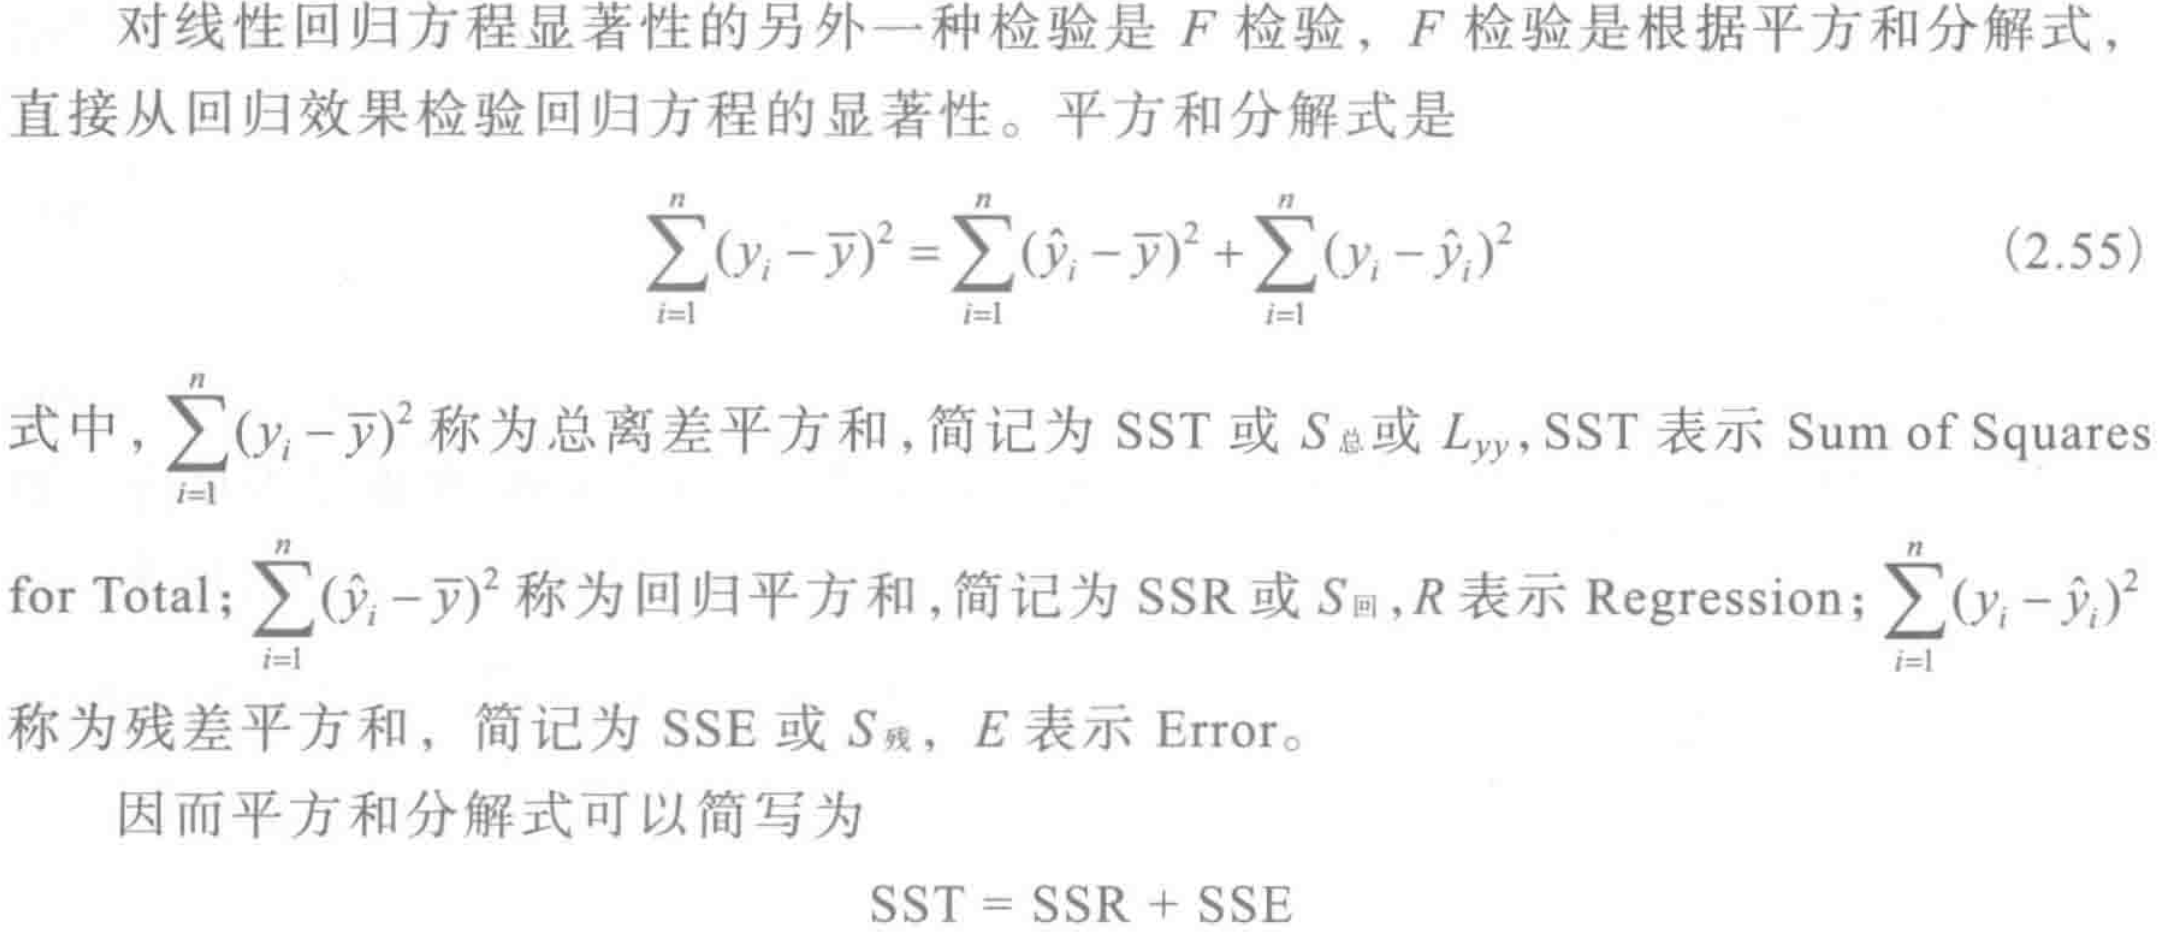 对线性回归方程显著性的另外一种检验是 F 检验，F 检验是根据平方和分解式，
直接从回归效果检验回归方程的显著性。平方和分解式是
$$\sum_{i=1}^{n}(y_i-\overline{y})^2=\sum_{i=1}^{n}(\hat{y}_i-\overline{y})^2+\sum_{i=1}^{n}(y_i-\hat{y}_i)^2$$ (2.55)
式中，$\sum_{i=1}^{n}(y_i-\overline{y})^2$ 称为总离差平方和，简记为 SST 或 $S_{总}$或 $L_{yy}$，SST 表示 Sum of Squares
for Total；$\sum_{i=1}^{n}(\hat{y}_i-\overline{y})^2$ 称为回归平方和，简记为 SSR 或 $S_{回}$，R 表示 Regression；$\sum_{i=1}^{n}(y_i-\hat{y}_i)^2$
称为残差平方和，简记为 SSE 或 $S_{残}$，E 表示 Error。
因而平方和分解式可以简写为
SST = SSR + SSE